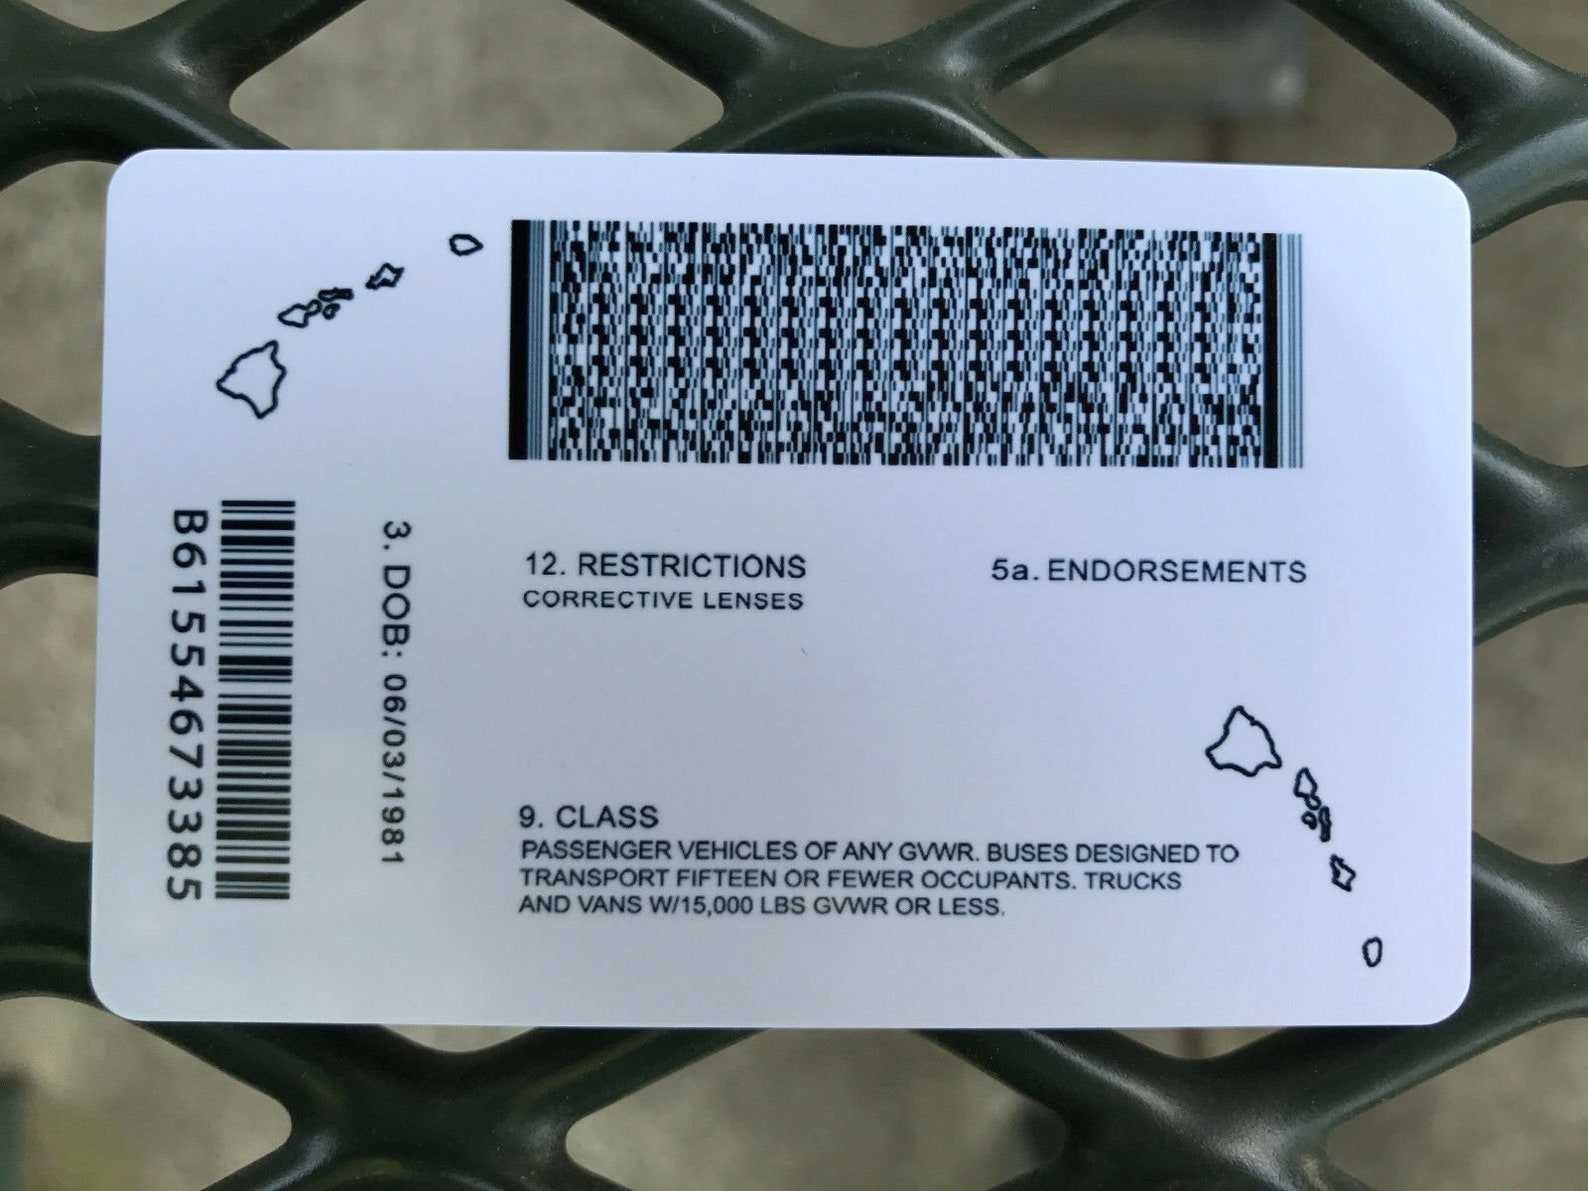 B61554673385
3. DOB: 06/03/1981
12. RESTRICTIONS
CORRECTIVE LENSES
5a. ENDORSEMENTS
9. CLASS
PASSENGER VEHICLES OF ANY GVWR. BUSES DESIGNED TO
TRANSPORT FIFTEEN OR FEWER OCCUPANTS. TRUCKS
AND VANS W/15,000 LBS GVWR OR LESS.